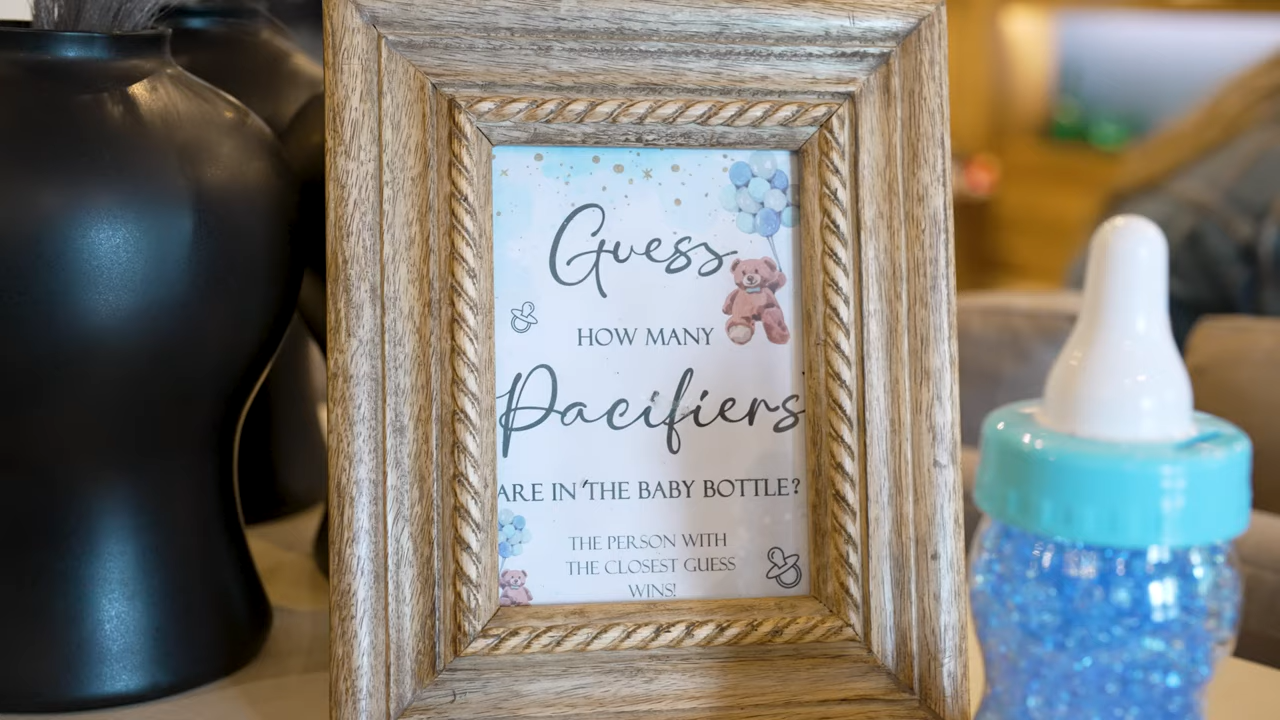 Guess
HOW MANY
Pacifiers
ARE IN THE BABY BOTTLE?
THE PERSON WITH
THE CLOSEST GUESS
WINS!